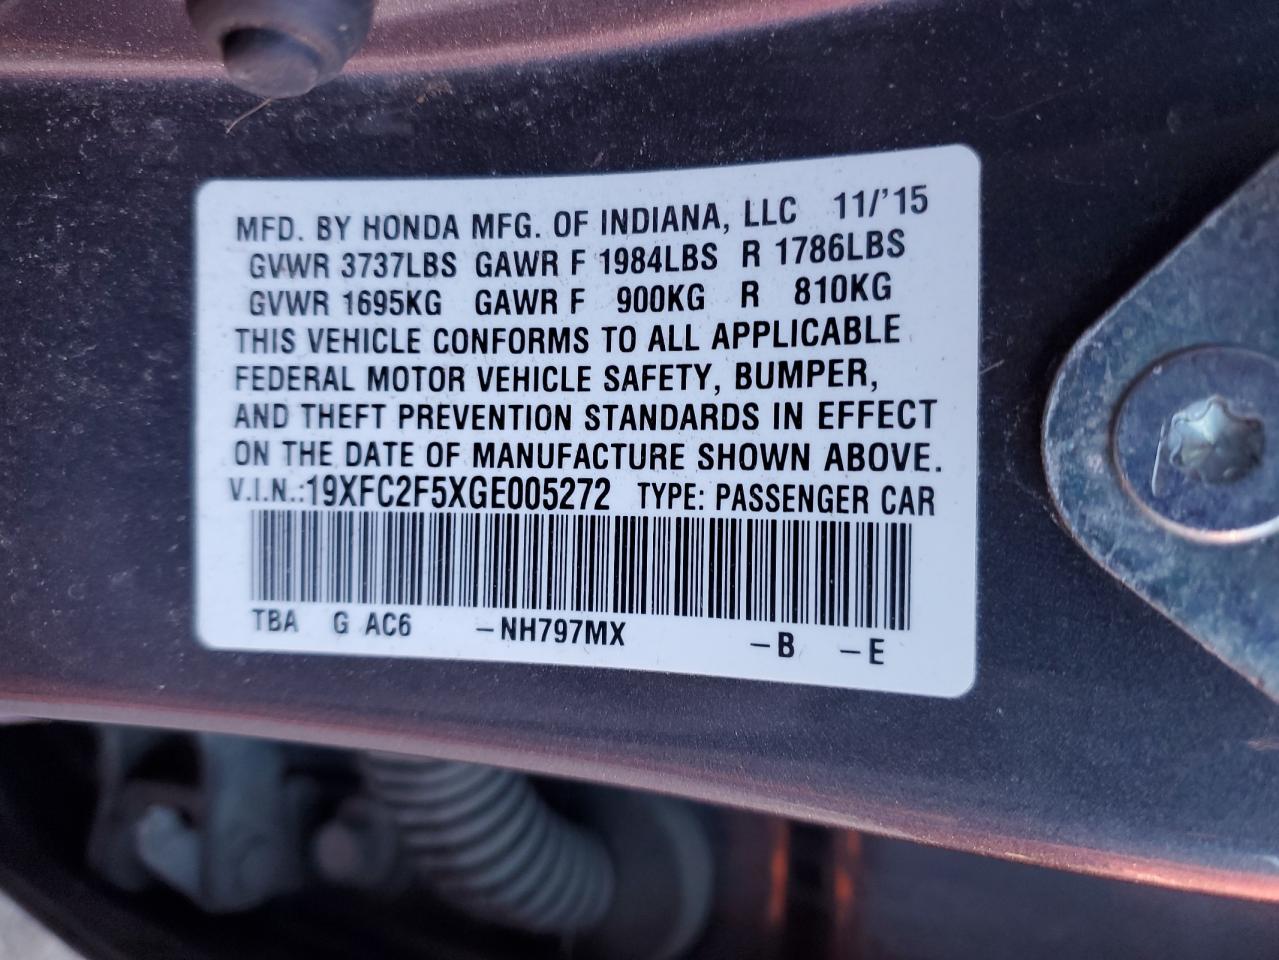 MFD. BY HONDA MFG. OF INDIANA, LLC 11/'15
GVWR 3737LBS GAWR F 1984LBS R 1786LBS
GVWR 1695KG GAWR F 900KG R 810KG
THIS VEHICLE CONFORMS TO ALL APPLICABLE
FEDERAL MOTOR VEHICLE SAFETY, BUMPER,
AND THEFT PREVENTION STANDARDS IN EFFECT
ON THE DATE OF MANUFACTURE SHOWN ABOVE.
V.I.N.:19XFC2F5XGE005272 TYPE: PASSENGER CAR
TBA G AC6 –NH797MX –B –E